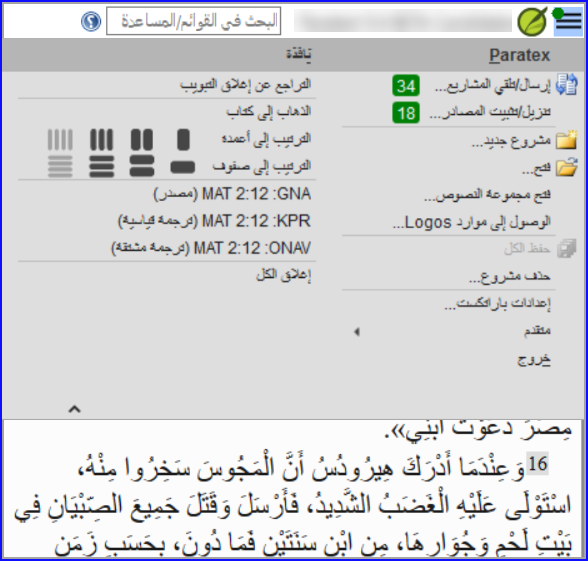 البحث في القوائم/المساعدة
Paratex
إرسال/تلقي المشاريع... 34
تنزيل/تثبيت المصادر... 18
مشروع جديد...
فتح...
فتح مجموعة النصوص...
الوصول إلى موارد Logos...
حفظ الكل
حذف مشروع...
إعدادات باراتكست...
متقدم
خروج
نافذة
التراجع عن إغلاق التبويب
الذهاب إلى كتاب
الترتيب إلى أعمدة
الترتيب إلى صفوف
MAT 2:12 :GNA (مصدر)
MAT 2:12 :KPR (ترجمة قياسية)
MAT 2:12 :ONAV (ترجمة مشتقة)
إغلاق الكل
مِصْرَ دَعَوْتُ ابْنِي».
16 وَعِنْدَمَا أَدْرَكَ هِيرُودُسُ أَنَّ الْمَجُوسَ سَخِرُوا مِنْهُ،
اسْتَوْلَى عَلَيْهِ الْغَضَبُ الشَّدِيدُ، فَأَرْسَلَ وَقَتَلَ جَمِيعَ الصِّبْيَانِ فِي
بَيْتِ لَحْمٍ وَجُوَارِهَا، مِنِ ابْنِ سَنَتَيْنِ فَمَا دُونَ، بِحَسَبِ زَمَنِ